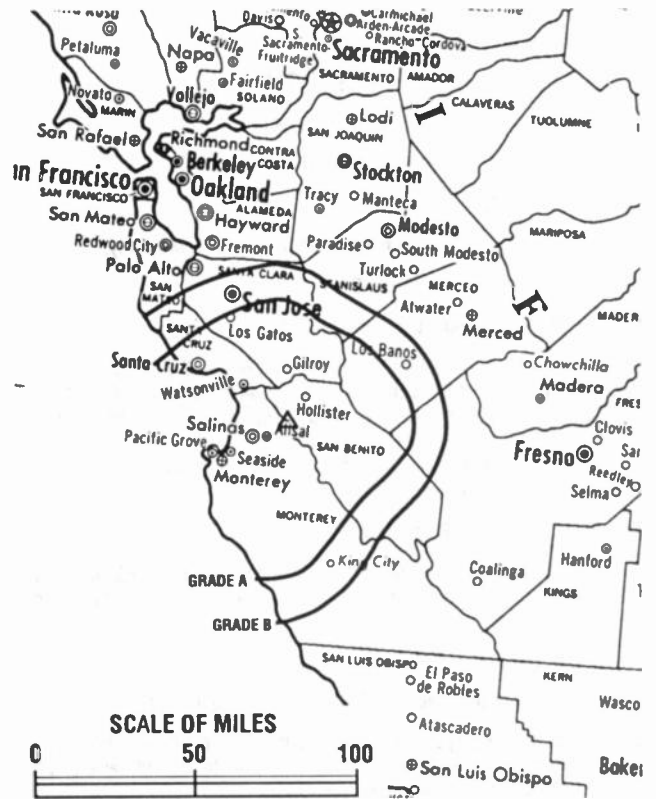 Davis
Carmichael
Arden-Arcade
Rancho-Cordova
Petaluma
Vacaville
Napa
Sacramento-
Fruitridge
Sacramento
Fairfield
SACRAMENTO
AMADOR
Novato
MARIN
Vallejo
SOLANO
CALAVERAS
Lodi
TUOLUMNE
San Rafael
SAN JOAQUIN
Richmond
CONTRA
COSTA
Berkeley
Stockton
n Francisco
SAN FRANCISCO
Oakland
ALAMEDA
Tracy
Manteca
San Mateo
Hayward
Modesto
MARIPOSA
Redwood City
Fremont
Paradise
South Modesto
Palo Alto
SANTA CLARA
Turlock
STANISLAUS
SAN
MATEO
San Jose
MERCED
Atwater
Merced
MADER
SANTA
CRUZ
Los Gatos
Los Banos
Santa Cruz
Gilroy
Chowchilla
Watsonville
Madera
Hollister
FRES
Salinas
Alisal
Clovis
Pacific Grove
SAN BENITO
Fresno
San
Seaside
Reedley
Monterey
Selma
MONTEREY
King City
Hanford
Coalinga
GRADE A
KINGS
GRADE B
SAN LUIS OBISPO
KERN
El Paso
de Robles
Wasco
SCALE OF MILES
Atascadero
0 50 100
San Luis Obispo
Baker